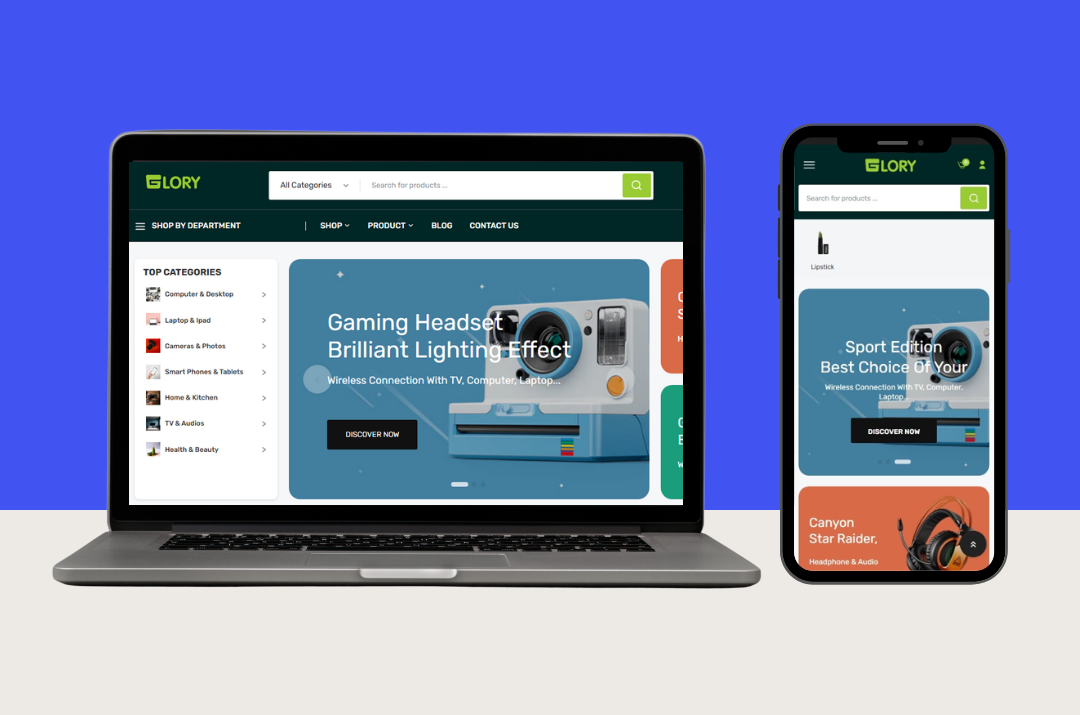 GLORY
All Categories
Search for products ...
SHOP BY DEPARTMENT
SHOP
PRODUCT
BLOG
CONTACT US
TOP CATEGORIES
Computer & Desktop
Laptop & Ipad
Cameras & Photos
Smart Phones & Tablets
Home & Kitchen
TV & Audios
Health & Beauty
Gaming Headset
Brilliant Lighting Effect
Wireless Connection With TV, Computer, Laptop...
DISCOVER NOW
C
S
H
C
E
W
GLORY
Search for products ...
Lipstick
Sport Edition
Best Choice Of Your
Wireless Connection With TV, Computer,
Laptop...
DISCOVER NOW
Canyon
Star Raider,
Headphone & Audio